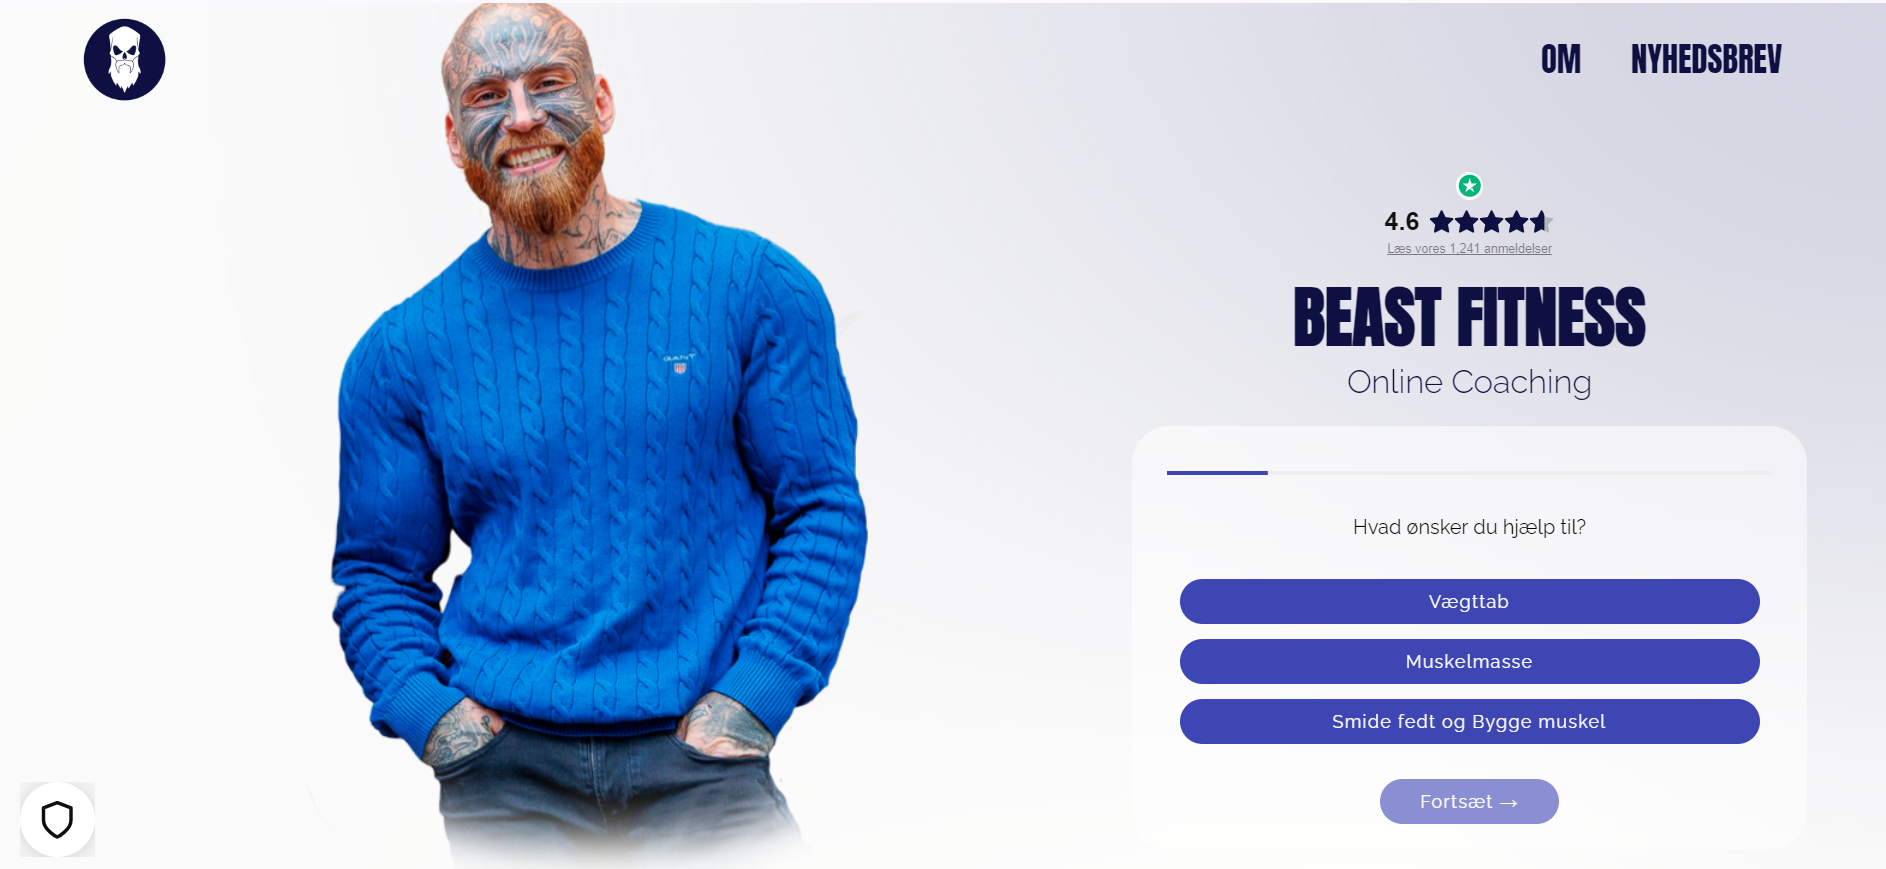 OM
NYHEDSBREV
4.6
Læs vores 1,241 anmeldelser
BEAST FITNESS
Online Coaching
GANT
Hvad ønsker du hjælp til?
Vægttab
Muskelmasse
Smide fedt og Bygge muskel
Fortsæt →